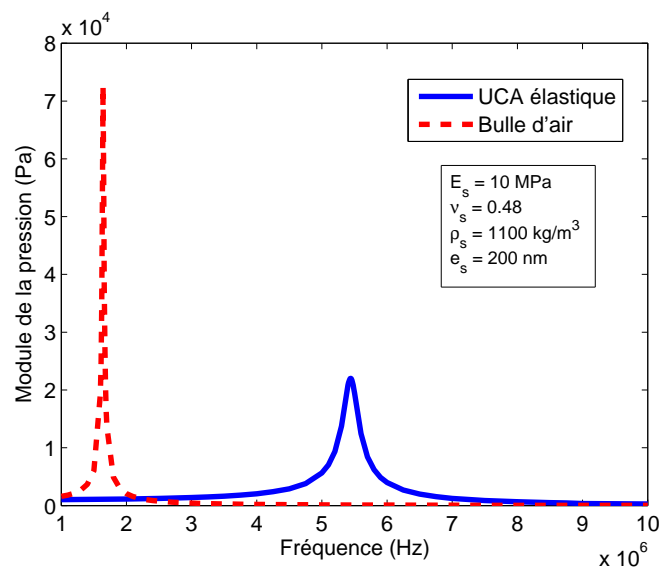 x 10^4
8
7
6
5
4
3
2
1
0
Module de la pression (Pa)
UCA élastique
Bulle d'air
E_s = 10 MPa
ν_s = 0.48
ρ_s = 1100 kg/m^3
e_s = 200 nm
1 2 3 4 5 6 7 8 9 10
Fréquence (Hz)
x 10^6